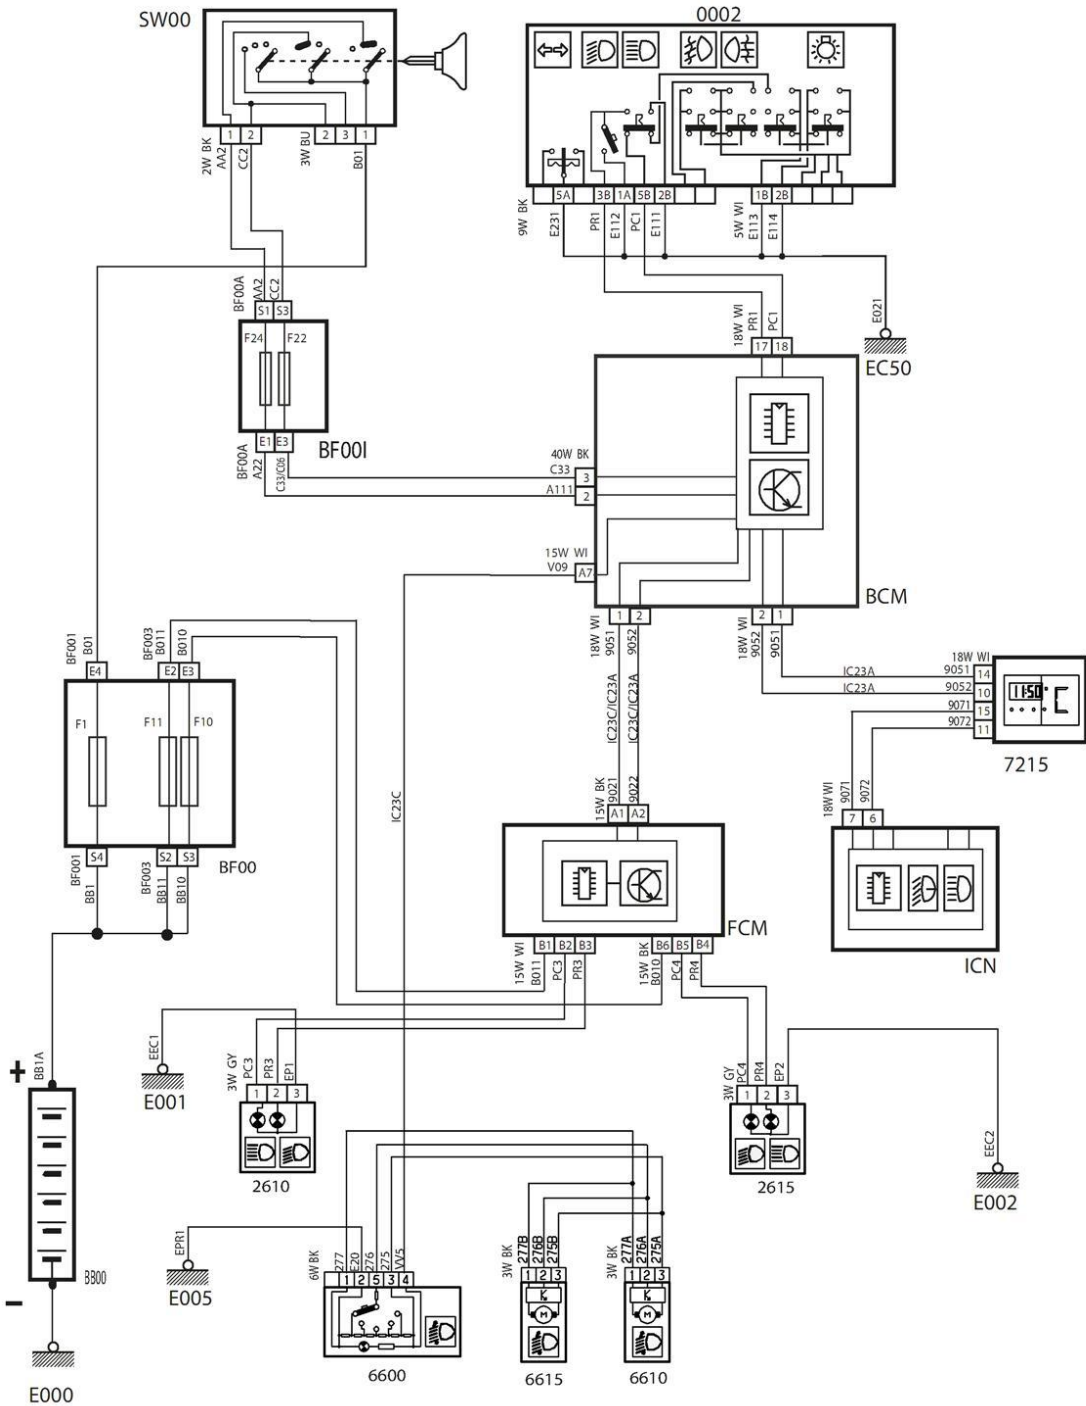 SW00
0002
1 2 2 3 1
2W BK
AA2
CC2
3W BU
B01
5A 3B 1A 5B 2B 1B 2B
9W BK
E231
PR1
E112
PC1
E111
5W WI
E113
E114
BF00A
AA2
CC2
S1 S3
F24 F22
E1 E3
BF00I
BF00A
A22
C33/C06
E021
EC50
18W WI
PR1
PC1
17 18
40W BK
C33
3
A111
2
15W WI
V09
A7
BCM
1 2 2 1
18W WI
9051
9052
18W WI
9052
9051
IC23C/IC23A
IC23C/IC23A
IC23A
IC23A
18W WI
9051
14
9052
10
9071
15
9072
11
11:50
7215
BF001
B01
BF003
B011
B010
E4 E2 E3
F1 F11 F10
S4 S2 S3
BF00
BF001
BB1
BF003
BB11
BB10
IC23C
15W BK
9021
9022
A1 A2
FCM
B1 B2 B3 B6 B5 B4
15W WI
B011
PC3
PR3
15W BK
B010
PC4
PR4
18W WI
9071
9072
7 6
ICN
+
BB1A
BB00
−
E000
EEC1
E001
3W GY
PC3
PR3
EP1
1 2 3
2610
3W GY
PC4
PR4
EP2
1 2 3
2615
EEC2
E002
EPR1
E005
6W BK
277
E20
276
275
VV5
1 2 5 3 4
6600
3W BK
277B
276B
275B
1 2 3
M
6615
3W BK
277A
276A
275A
1 2 3
M
6610